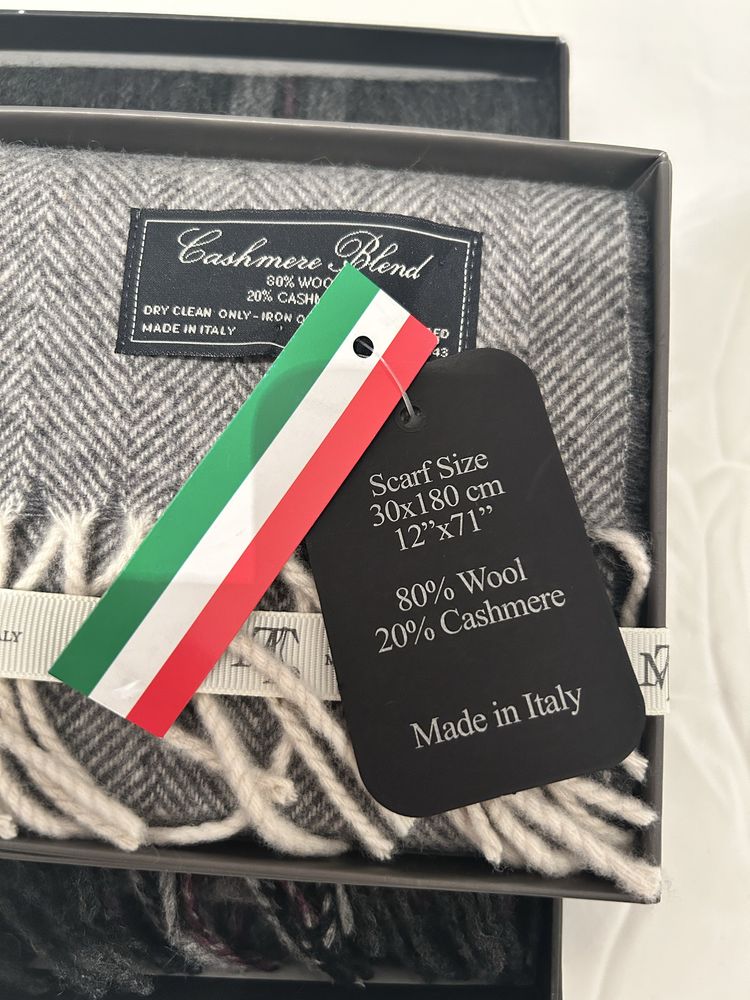 Cashmere Blend
80% WOO
20% CASHM
DRY CLEAN ONLY-IRON
MADE IN ITALY
43
Scarf Size
30x180 cm
12”x71”
80% Wool
20% Cashmere
Made in Italy